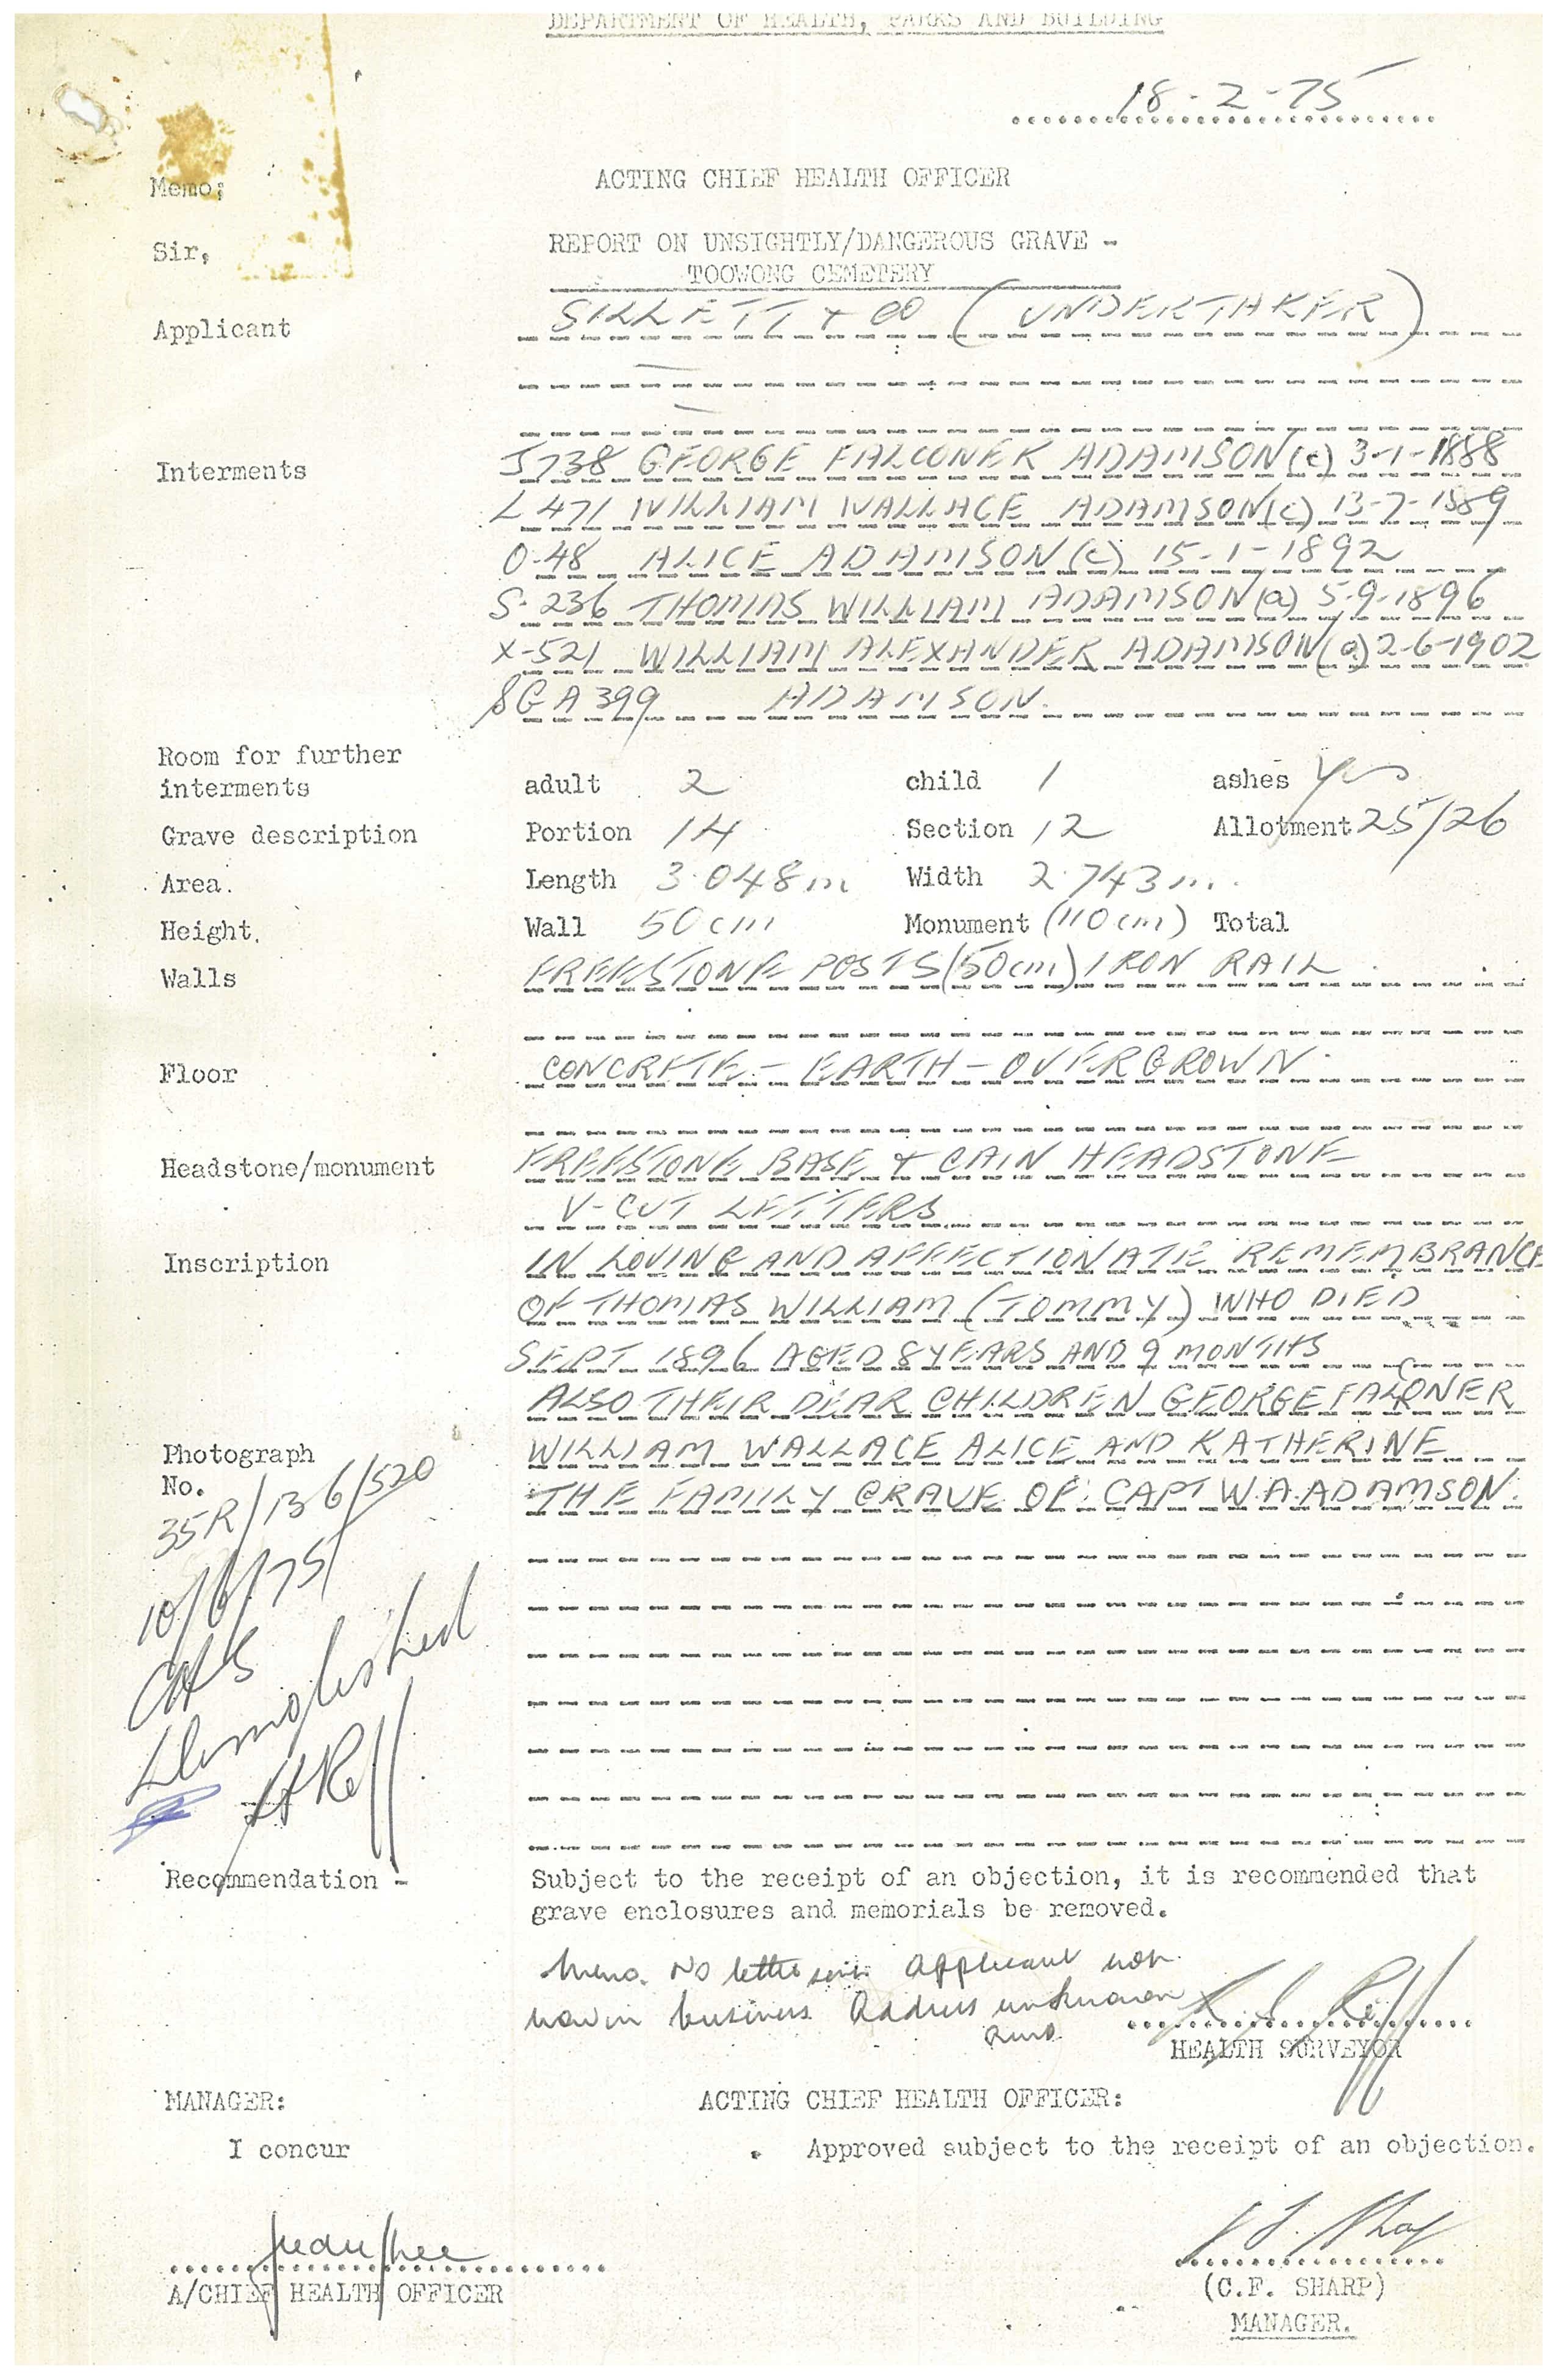 DEPARTMENT OF HEALTH, PARKS AND BUILDING
18-2-75
ACTING CHIEF HEALTH OFFICER
Memo;
Sir,
REPORT ON UNSIGHTLY/DANGEROUS GRAVE -
TOOWONG CEMETERY
Applicant SILLETT & CO (UNDERTAKER)
Interments J738 GEORGE FALCONER ADAMSON (c) 3-1-1888
L 471 WILLIAM WALLACE ADAMSON (c) 13-7-1889
O-48 ALICE ADAMSON (c) 15-1-1892
S-236 THOMAS WILLIAM ADAMSON (a) 5-9-1896
X-521 WILLIAM ALEXANDER ADAMSON (a) 2-6-1902
A399 ADAMSON.
Room for further
interments adult 2 child 1 ashes yes
Grave description Portion 14 Section 12 Allotment 25/26
Area. Length 3.048m Width 2.743m.
Height. Wall 50cm Monument (110cm) Total
Walls FREESTONE POSTS (50cm) IRON RAIL
Floor CONCRETE - EARTH - OVERGROWN.
Headstone/monument FREESTONE BASE & CAIN HEADSTONE
V-CUT LETTERS
Inscription IN LOVING AND AFFECTIONATE REMEMBRANCE
OF THOMAS WILLIAM (TOMMY) WHO DIED
SEPT 1896 AGED 8 YEARS AND 9 MONTHS
ALSO THEIR DEAR CHILDREN GEORGE FALCONER
WILLIAM WALLACE ALICE AND KATHERINE
THE FAMILY GRAVE OF CAPT W.A. ADAMSON.
Photograph
No.
35R/136/520
10/6/75
Demolished
Recommendation - Subject to the receipt of an objection, it is recommended that
grave enclosures and memorials be removed.
Memo. No letter sent. Applicant not
now in business Address unknown
HEALTH SURVEYOR
MANAGER: ACTING CHIEF HEALTH OFFICER:
I concur . Approved subject to the receipt of an objection.
A/CHIEF HEALTH OFFICER
(C.F. SHARP)
MANAGER.